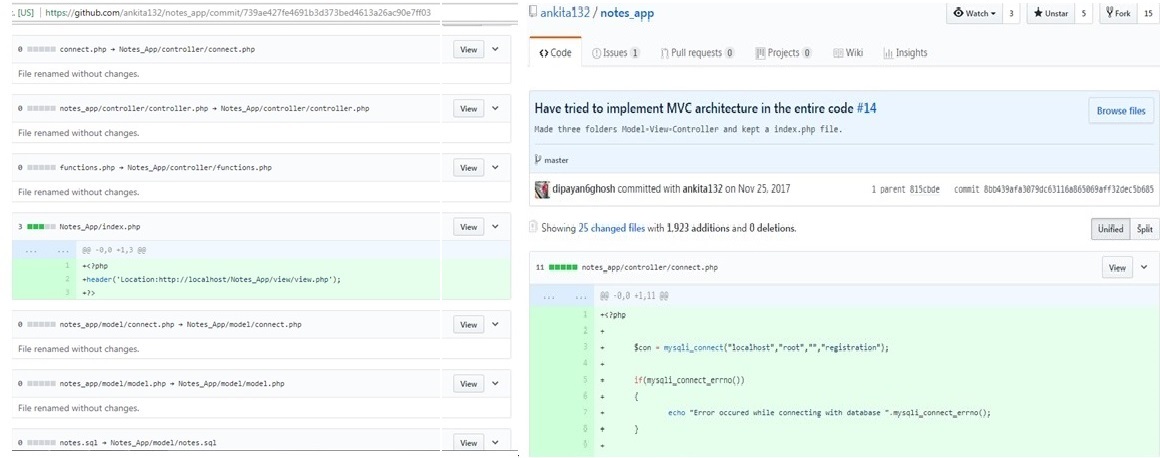 . [US] https://github.com/ankita132/notes_app/commit/739ae427fe4691b3d373bed4613a26ac90e7ff03
0 connect.php → Notes_App/controller/connect.php View
File renamed without changes.
0 notes_app/controller/controller.php → Notes_App/controller/controller.php View
File renamed without changes.
0 functions.php → Notes_App/controller/functions.php View
File renamed without changes.
3 Notes_App/index.php View
... ... @@ -0,0 +1,3 @@
1 +<?php
2 +header('Location:http://localhost/Notes_App/view/view.php');
3 +?>
0 notes_app/model/connect.php → Notes_App/model/connect.php View
File renamed without changes.
0 notes_app/model/model.php → Notes_App/model/model.php View
File renamed without changes.
0 notes.sql → Notes_App/model/notes.sql View
ankita132 / notes_app Watch 3 Unstar 5 Fork 15
Code Issues 1 Pull requests 0 Projects 0 Wiki Insights
Have tried to implement MVC architecture in the entire code #14 Browse files
Made three folders Model-View-Controller and kept a index.php file.
master
dipayan6ghosh committed with ankita132 on Nov 25, 2017 1 parent 815cbde commit 8bb439afa3079dc63116a865069aff32dec5b685
Showing 25 changed files with 1,923 additions and 0 deletions. Unified Split
11 notes_app/controller/connect.php View
... ... @@ -0,0 +1,11 @@
1 +<?php
2 +
3 + $con = mysqli_connect("localhost","root","","registration");
4 +
5 + if(mysqli_connect_errno())
6 + {
7 + echo "Error occured while connecting with database ".mysqli_connect_errno();
8 + }
9 +